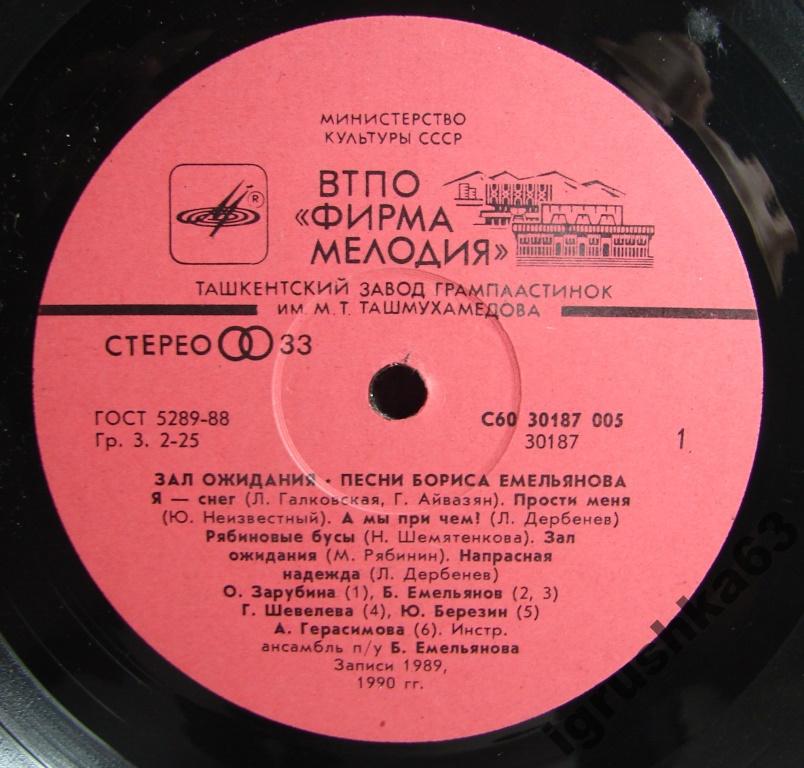 МИНИСТЕРСТВО
КУЛЬТУРЫ СССР
ВТПО
«ФИРМА
МЕЛОДИЯ»
®
ТАШКЕНТСКИЙ ЗАВОД ГРАМПЛАСТИНОК
ИМ. М. Т. ТАШМУХАМЕДОВА
СТЕРЕО 33
ГОСТ 5289-88
Гр. 3. 2-25
С60 30187 005
30187
1
ЗАЛ ОЖИДАНИЯ · ПЕСНИ БОРИСА ЕМЕЛЬЯНОВА
Я — снег (Л. Галковская, Г. Айвазян). Прости меня
(Ю. Неизвестный). А мы при чем! (Л. Дербенев)
Рябиновые бусы (Н. Шемятенкова). Зал
ожидания (М. Рябинин). Напрасная
надежда (Л. Дербенев)
О. Зарубина (1), Б. Емельянов (2, 3)
Г. Шевелева (4), Ю. Березин (5)
А. Герасимова (6). Инстр.
ансамбль п/у Б. Емельянова
Записи 1989,
1990 гг.
igrushka63